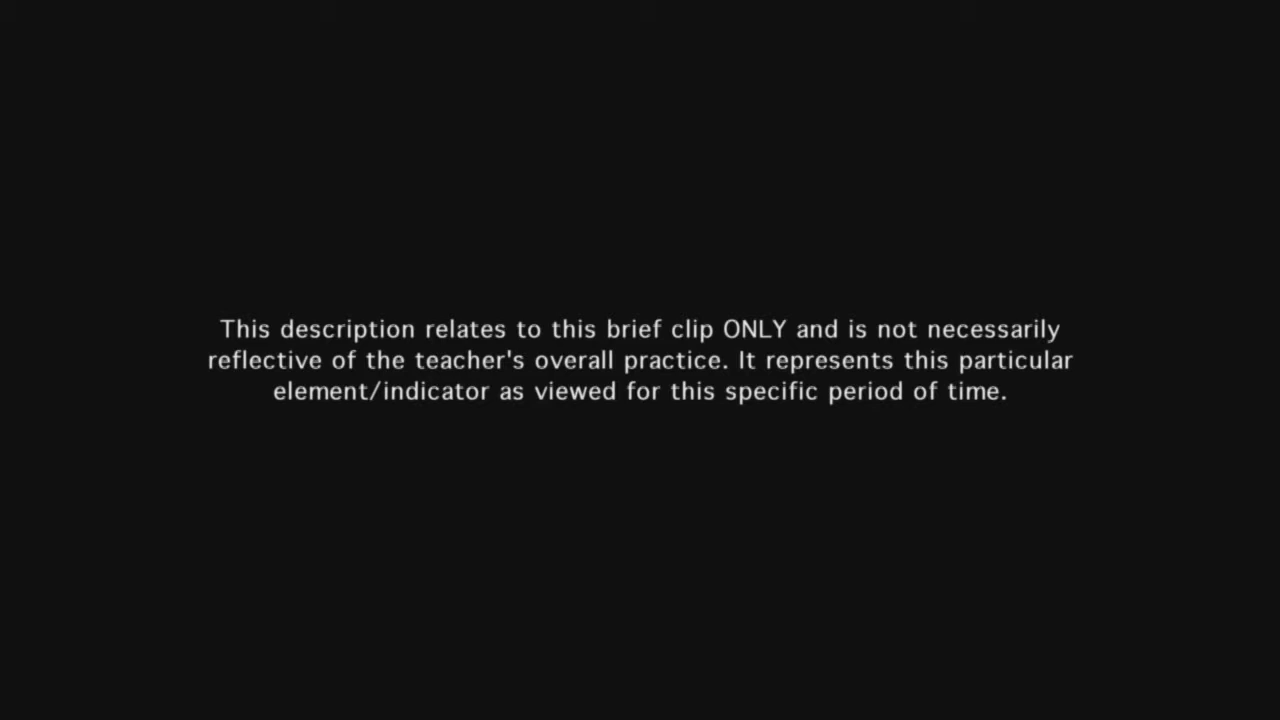 This description relates to this brief clip ONLY and is not necessarily
reflective of the teacher's overall practice. It represents this particular
element/indicator as viewed for this specific period of time.